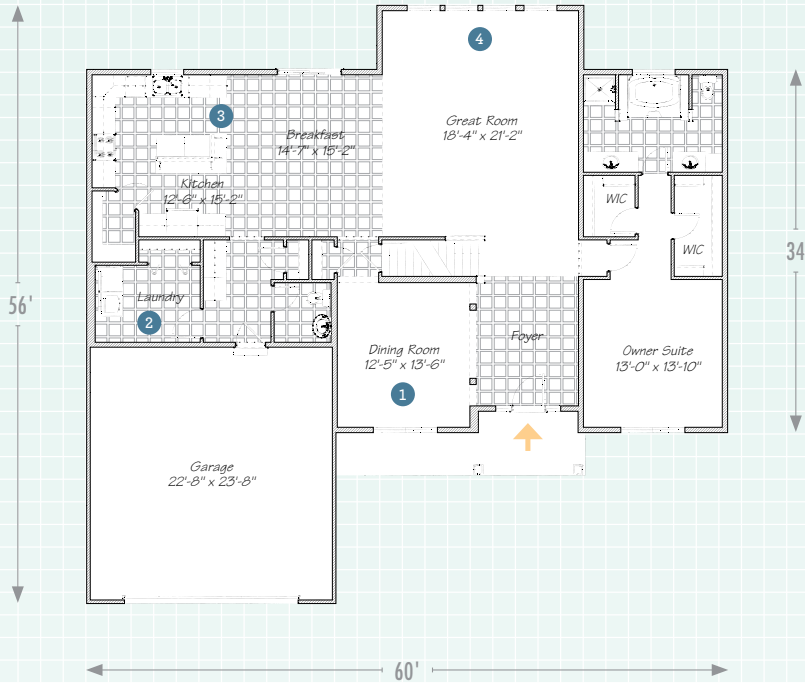 4
3
Great Room
18'-4" x 21'-2"
Breakfast
14'-7" x 15'-2"
Kitchen
12'-6" x 15'-2"
WIC
WIC
34
56'
Laundry
2
Foyer
Dining Room
12'-5" x 13'-6"
Owner Suite
13'-0" x 13'-10"
1
Garage
22'-8" x 23'-8"
60'